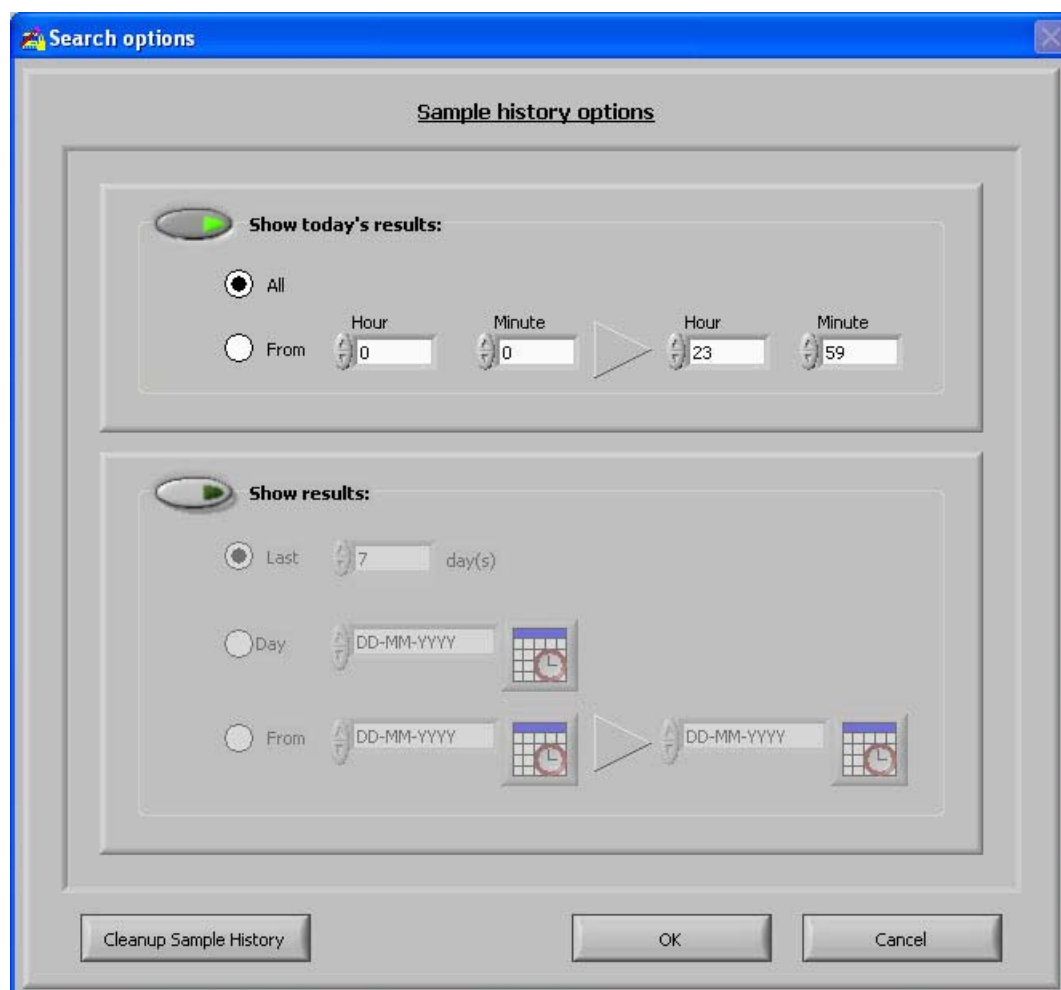 Search options
Sample history options
Show today's results:
All
Hour Minute Hour Minute
From 0 0 23 59
Show results:
Last 7 day(s)
Day DD-MM-YYYY
From DD-MM-YYYY DD-MM-YYYY
Cleanup Sample History OK Cancel